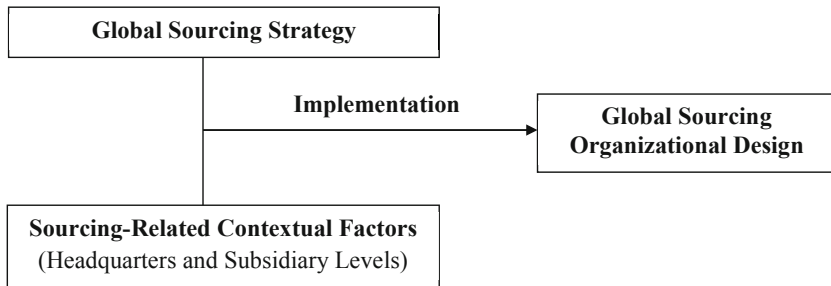 Global Sourcing Strategy
Implementation
Global Sourcing
Organizational Design
Sourcing-Related Contextual Factors
(Headquarters and Subsidiary Levels)